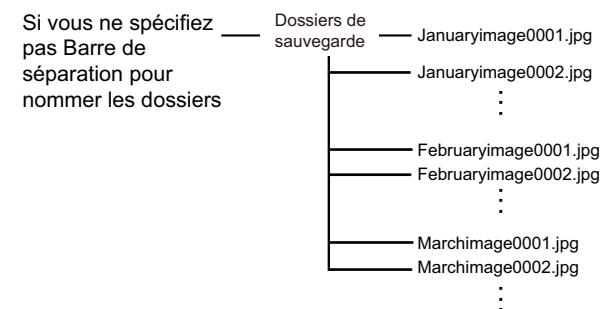 Si vous ne spécifiez
pas Barre de
séparation pour
nommer les dossiers
Dossiers de
sauvegarde
Januaryimage0001.jpg
Januaryimage0002.jpg
Februaryimage0001.jpg
Februaryimage0002.jpg
Marchimage0001.jpg
Marchimage0002.jpg